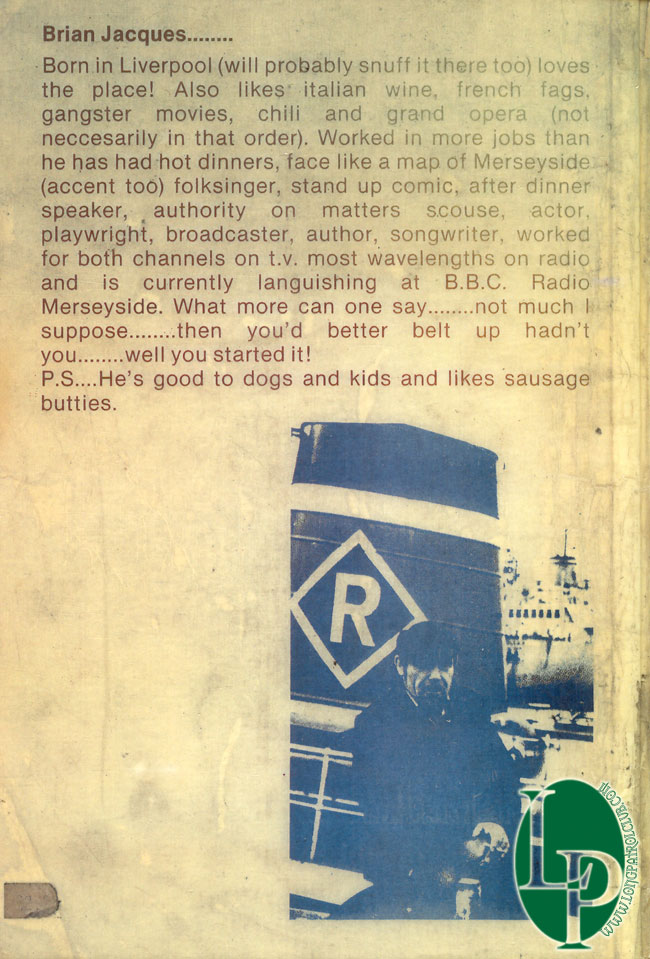 Brian Jacques........
Born in Liverpool (will probably snuff it there too) loves
the place! Also likes italian wine, french fags,
gangster movies, chili and grand opera (not
neccesarily in that order). Worked in more jobs than
he has had hot dinners, face like a map of Merseyside
(accent too) folksinger, stand up comic, after dinner
speaker, authority on matters scouse, actor,
playwright, broadcaster, author, songwriter, worked
for both channels on t.v. most wavelengths on radio
and is currently languishing at B.B.C. Radio
Merseyside. What more can one say........not much I
suppose........then you'd better belt up hadn't
you........well you started it!
P.S....He's good to dogs and kids and likes sausage
butties.
R
LP
WWW.LONGPATROLCLUB.COM